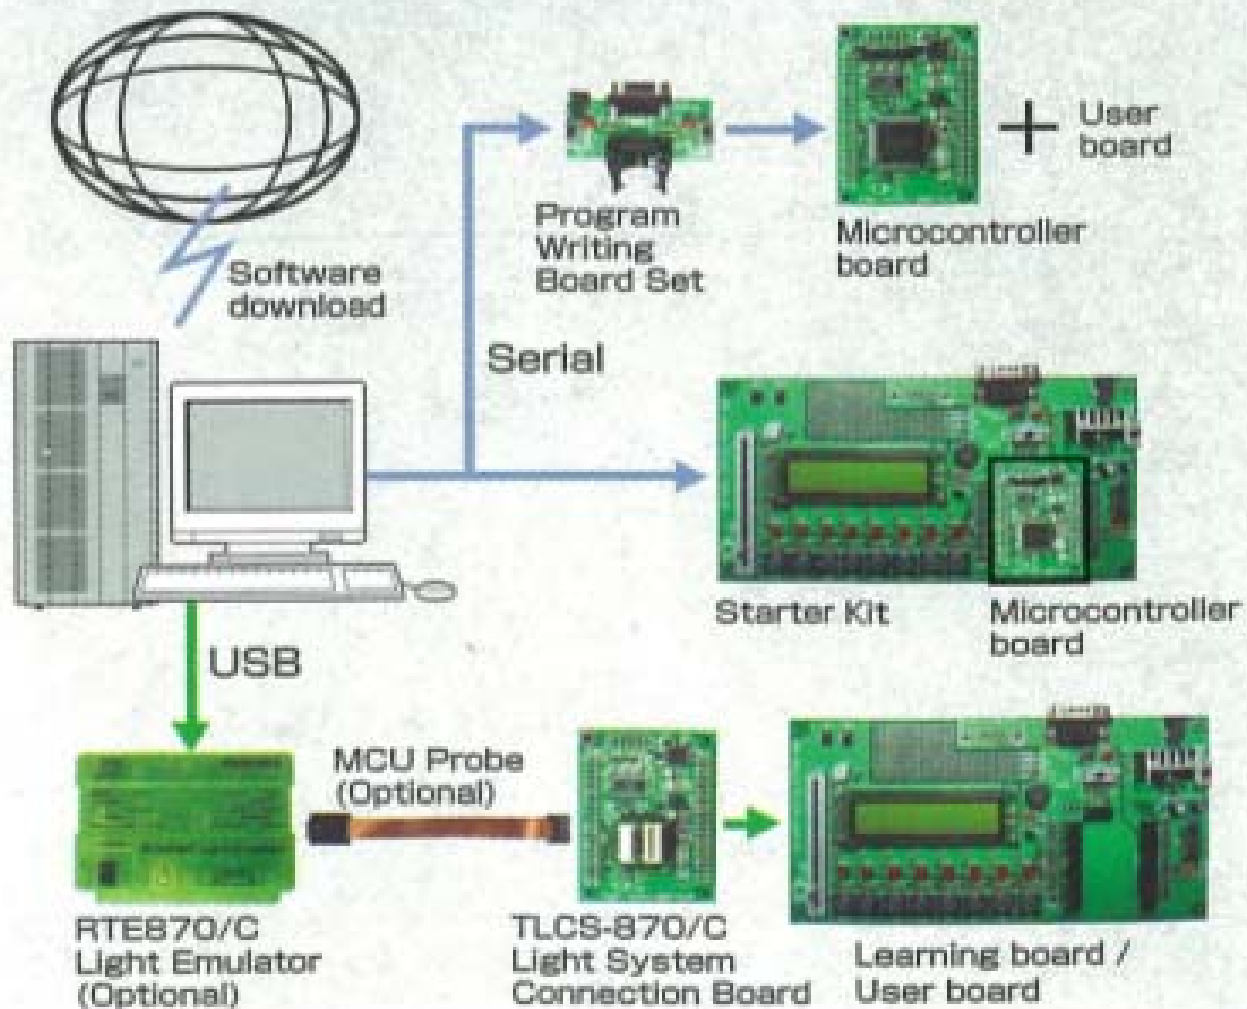 User
board
Program
Writing
Board Set
Microcontroller
board
Software
download
Serial
Starter Kit
Microcontroller
board
USB
MCU Probe
(Optional)
RTE870/C
Light Emulator
(Optional)
TLCS-870/C
Light System
Connection Board
Learning board /
User board